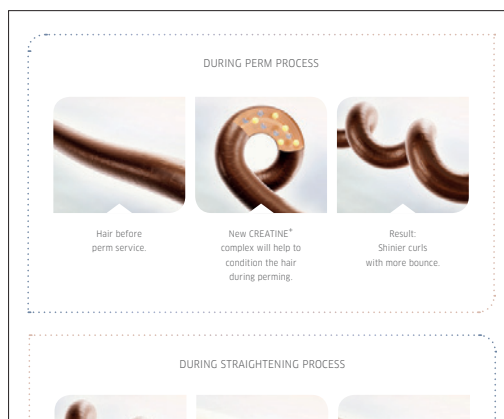 DURING PERM PROCESS
Hair before
perm service.
New CREATINE+
complex will help to
condition the hair
during perming.
Result:
Shinier curls
with more bounce.
DURING STRAIGHTENING PROCESS